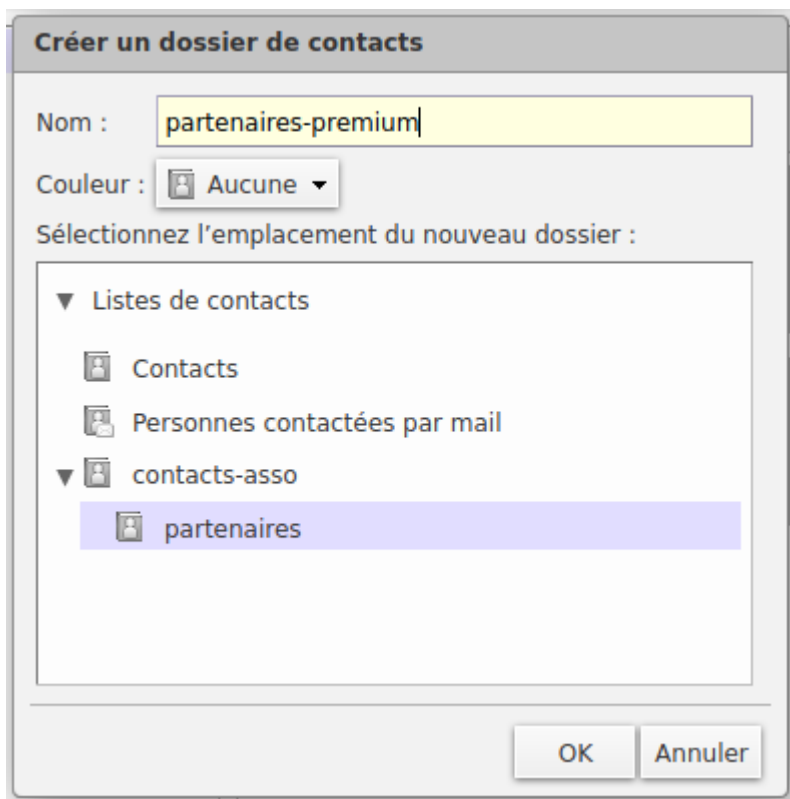 Créer un dossier de contacts
Nom : partenaires-premium
Couleur : Aucune
Sélectionnez l’emplacement du nouveau dossier :
Listes de contacts
Contacts
Personnes contactées par mail
contacts-asso
partenaires
OK Annuler